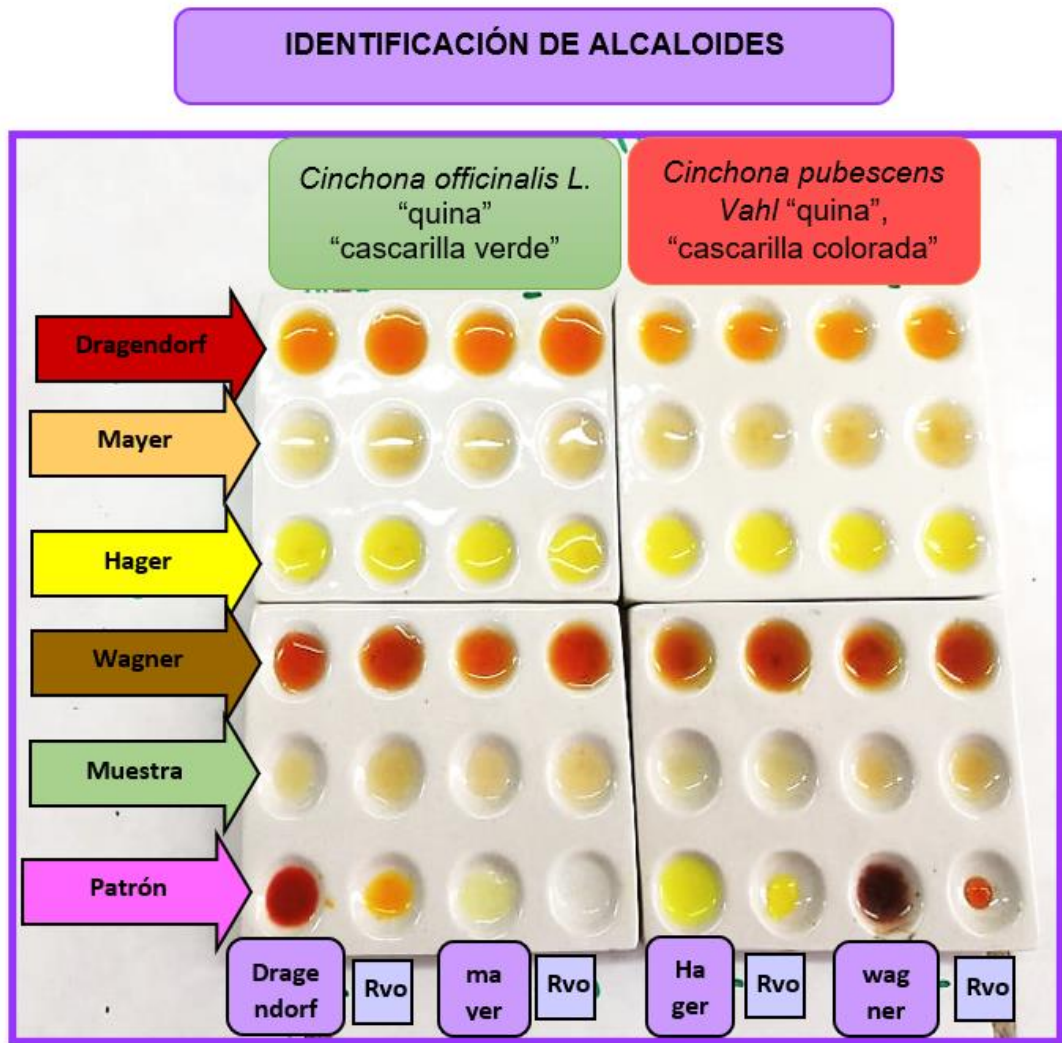 IDENTIFICACIÓN DE ALCALOIDES
Cinchona officinalis L.
“quina”
“cascarilla verde”
Cinchona pubescens
Vahl “quina”,
“cascarilla colorada”
Dragendorf
Mayer
Hager
Wagner
Muestra
Patrón
Drage
ndorf
Rvo
ma
yer
Rvo
Ha
ger
Rvo
wag
ner
Rvo